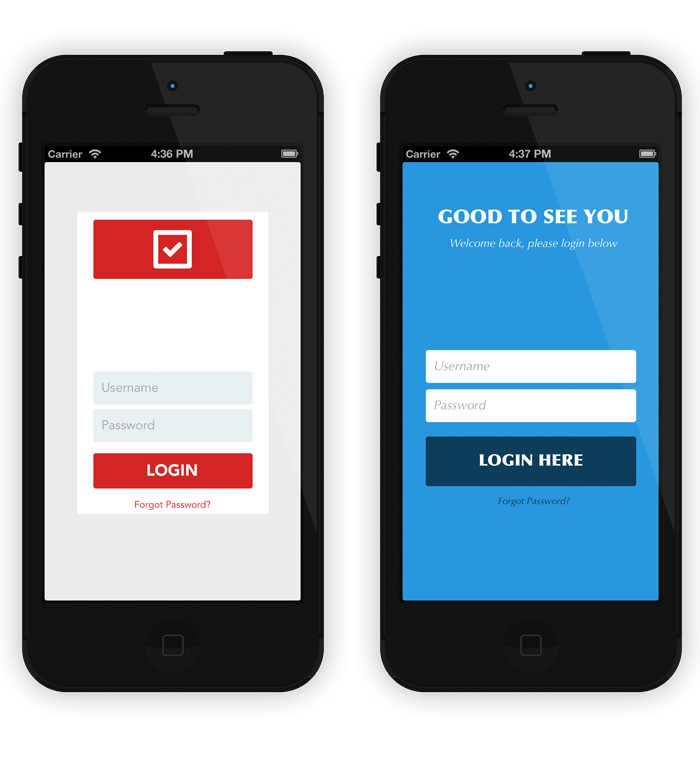 Carrier 4:36 PM
Username
Password
LOGIN
Forgot Password?
Carrier 4:37 PM
GOOD TO SEE YOU
Welcome back, please login below
Username
Password
LOGIN HERE
Forgot Password?